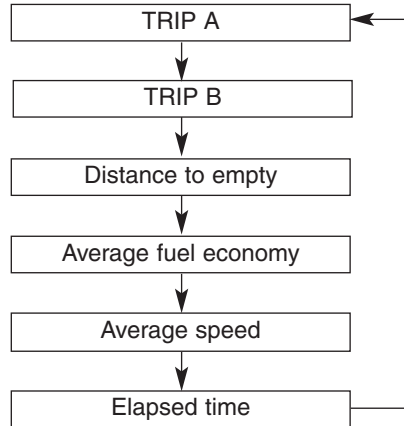 TRIP A
TRIP B
Distance to empty
Average fuel economy
Average speed
Elapsed time